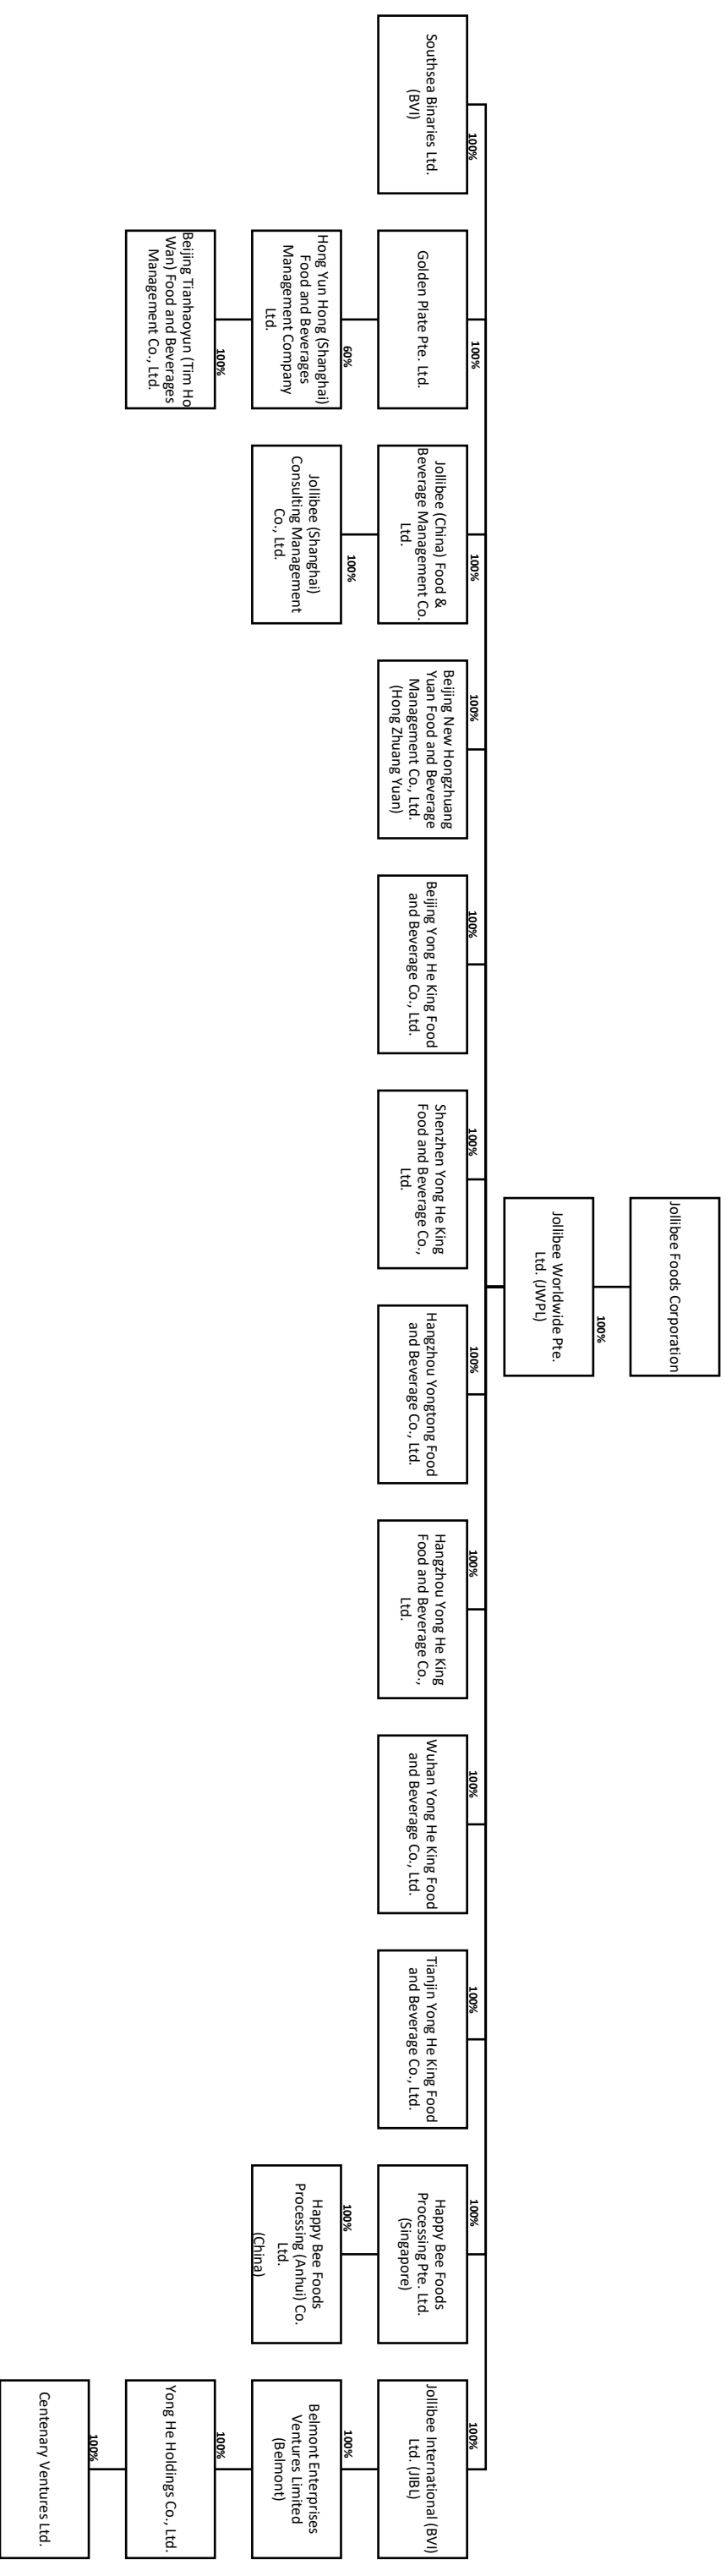 Jollibee Foods Corporation
100%
Jollibee Worldwide Pte.
Ltd. (JWPL)
100%
Southsea Binaries Ltd.
(BVI)
100%
Golden Plate Pte. Ltd.
60%
Hong Yun Hong (Shanghai)
Food and Beverages
Management Company
Ltd.
100%
Beijing Tianhaoyun (Tim Ho
Wan) Food and Beverages
Management Co., Ltd.
100%
Jollibee (China) Food &
Beverage Management Co.
Ltd.
100%
Jollibee (Shanghai)
Consulting Management
Co., Ltd.
100%
Beijing New Hongzhuang
Yuan Food and Beverage
Management Co., Ltd.
(Hong Zhuang Yuan)
100%
Beijing Yong He King Food
and Beverage Co., Ltd.
100%
Shenzhen Yong He King
Food and Beverage Co.,
Ltd.
100%
Hangzhou Yongtong Food
and Beverage Co., Ltd.
100%
Hangzhou Yong He King
Food and Beverage Co.,
Ltd.
100%
Wuhan Yong He King Food
and Beverage Co., Ltd.
100%
Tianjin Yong He King Food
and Beverage Co., Ltd.
100%
Happy Bee Foods
Processing Pte. Ltd.
(Singapore)
100%
Happy Bee Foods
Processing (Anhui) Co.
Ltd.
(China)
100%
Jollibee International (BVI)
Ltd. (JIBL)
100%
Belmont Enterprises
Ventures Limited
(Belmont)
100%
Yong He Holdings Co., Ltd.
100%
Centenary Ventures Ltd.